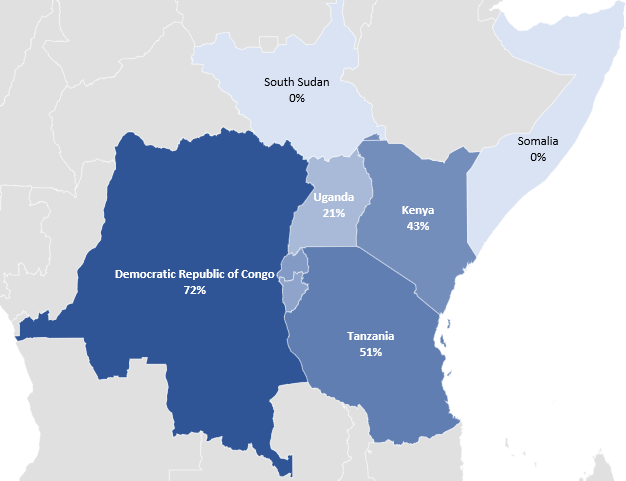 South Sudan
0%
Somalia
0%
Uganda
21%
Kenya
43%
Democratic Republic of Congo
72%
Tanzania
51%